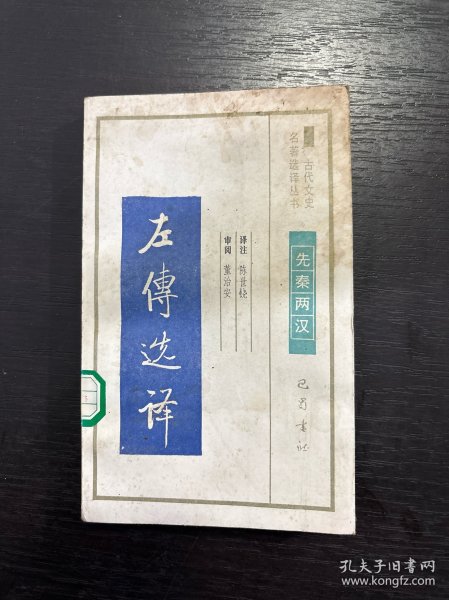 古代文史
名著选译丛书
先秦两汉
巴蜀书社
译注 陈世铙
审阅 董治安
左傳选译
孔夫子旧书网
www.kongfz.com